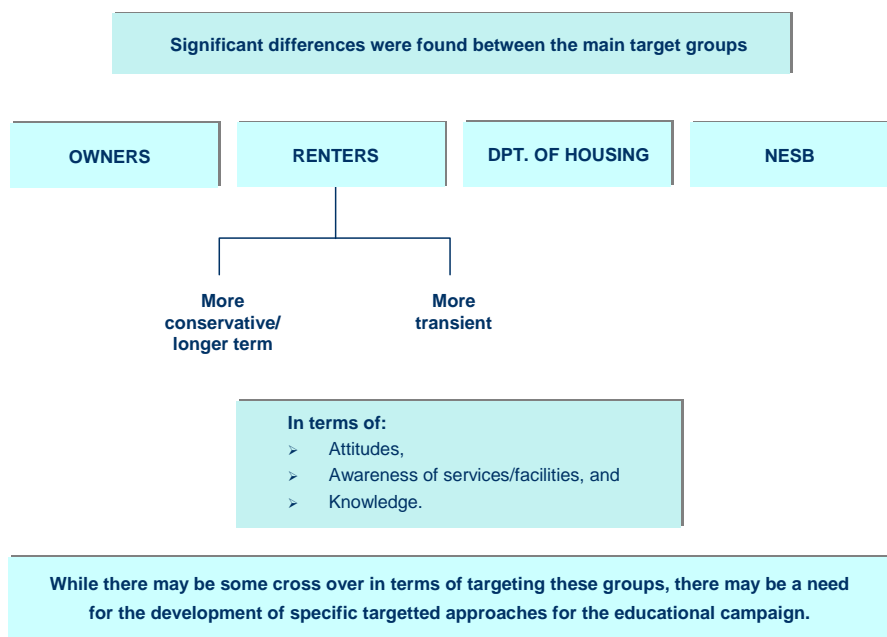 Significant differences were found between the main target groups
OWNERS
RENTERS
DPT. OF HOUSING
NESB
More
conservative/
longer term
More
transient
In terms of:
➢ Attitudes,
➢ Awareness of services/facilities, and
➢ Knowledge.
While there may be some cross over in terms of targeting these groups, there may be a need
for the development of specific targetted approaches for the educational campaign.